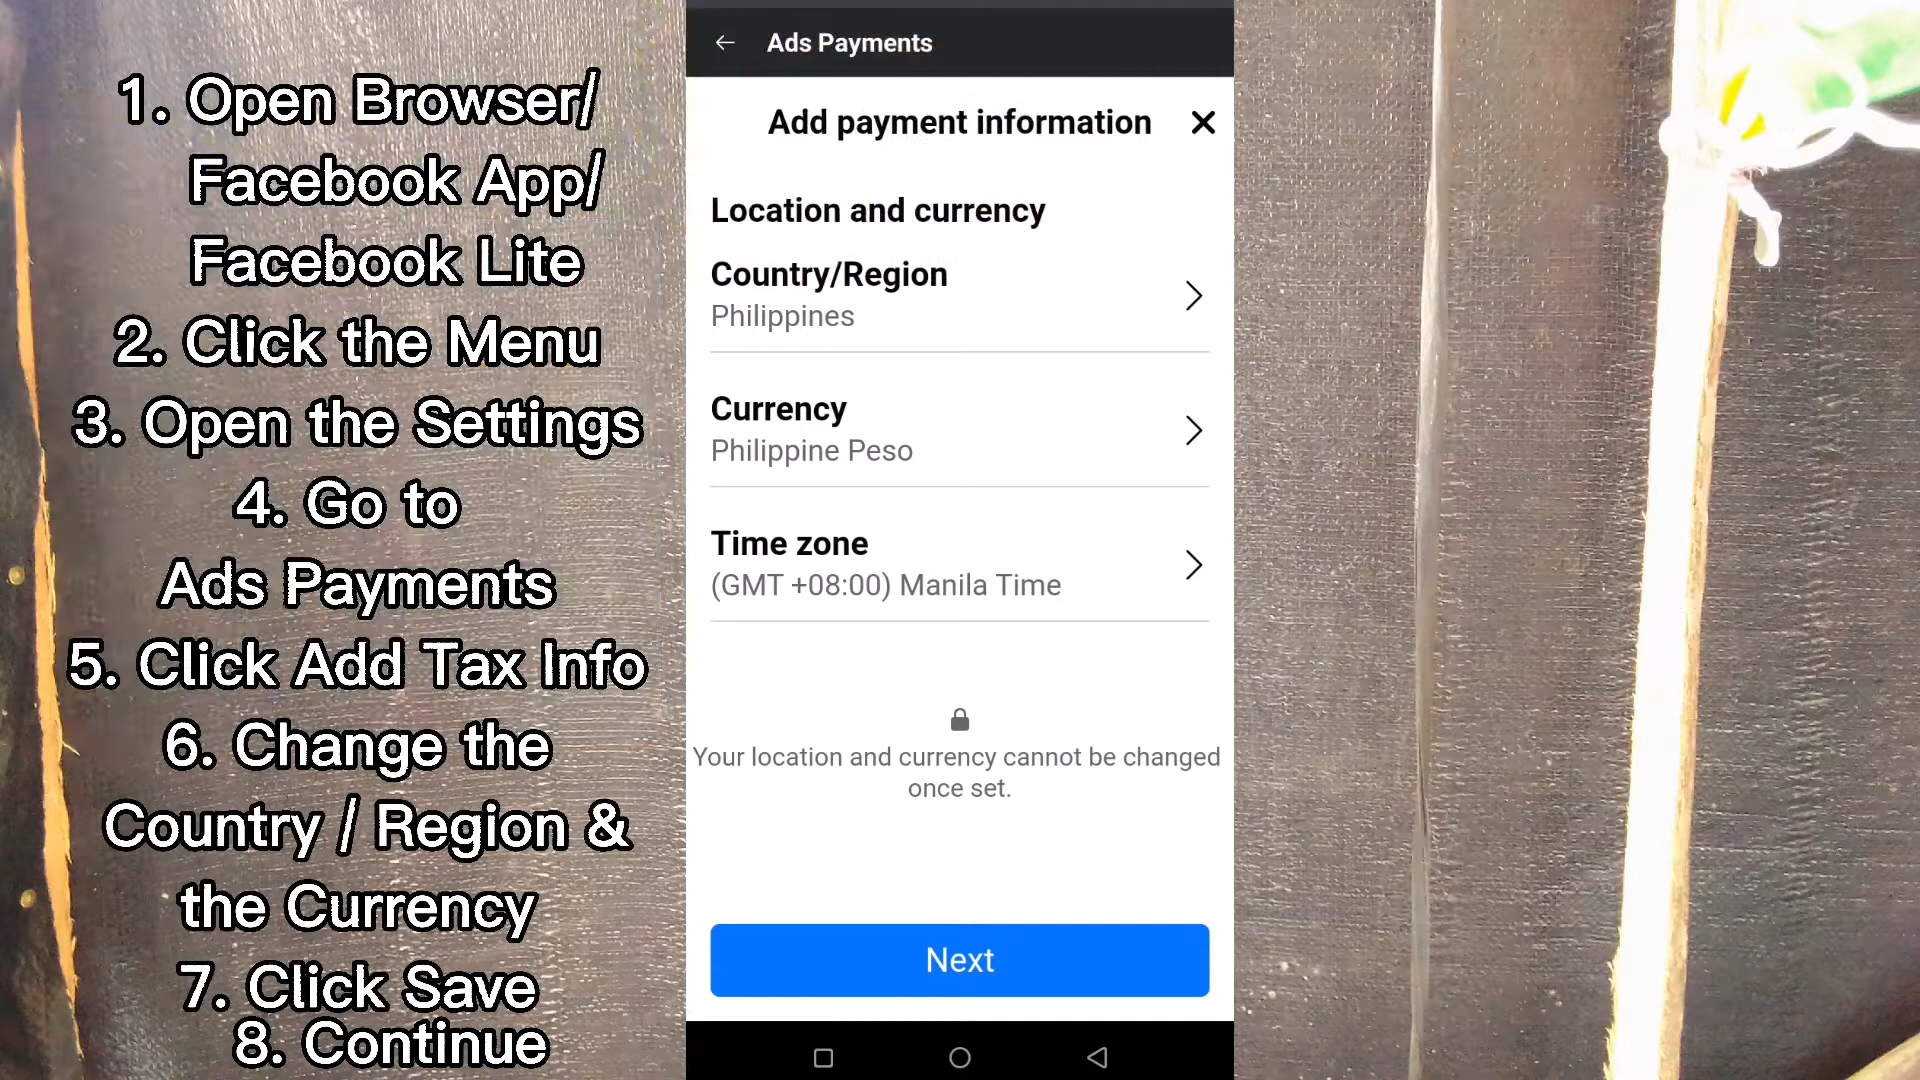 1. Open Browser/
Facebook App/
Facebook Lite
2. Click the Menu
3. Open the Settings
4. Go to
Ads Payments
5. Click Add Tax Info
6. Change the
Country / Region &
the Currency
7. Click Save
8. Continue
Ads Payments
Add payment information
Location and currency
Country/Region
Philippines
Currency
Philippine Peso
Time zone
(GMT +08:00) Manila Time
Your location and currency cannot be changed
once set.
Next